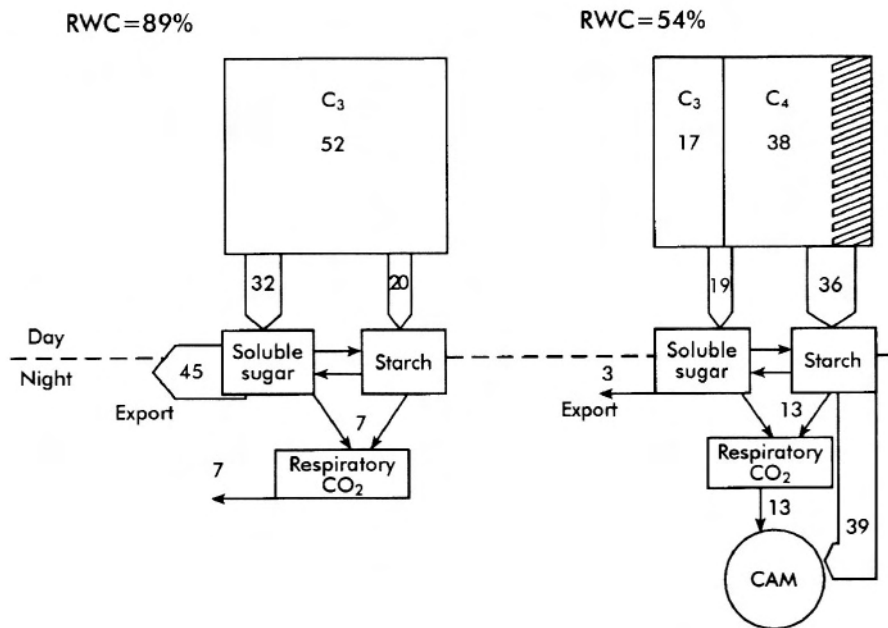 RWC=89%
RWC=54%
C₃
52
C₃
17
C₄
38
32
20
19
36
Day
Night
45
Export
Soluble
sugar
Starch
3
Export
Soluble
sugar
Starch
7
7
Respiratory
CO₂
13
Respiratory
CO₂
13
39
CAM